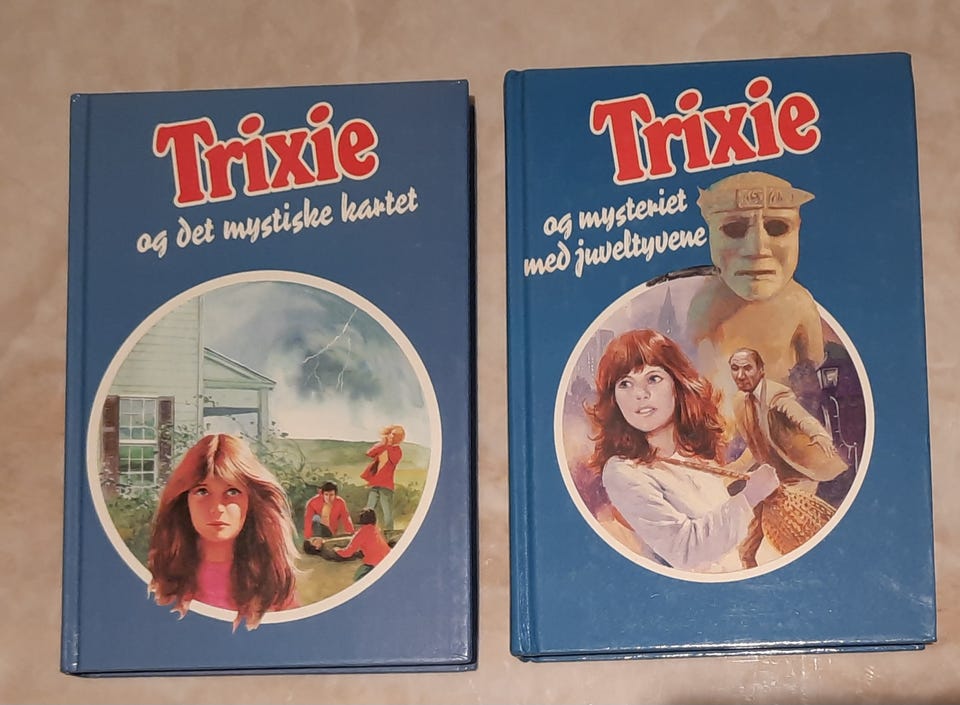 Trixie
og det mystiske kartet
Trixie
og mysteriet
med juveltyvene